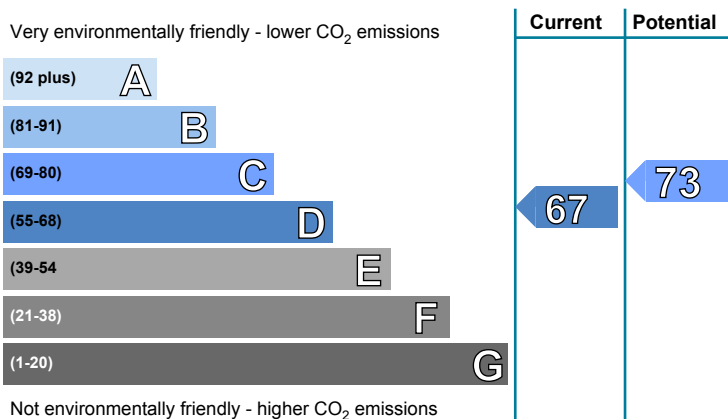 Current Potential
Very environmentally friendly - lower CO2 emissions
(92 plus) A
(81-91) B
(69-80) C
73
(55-68) D
67
(39-54 E
(21-38) F
(1-20) G
Not environmentally friendly - higher CO2 emissions